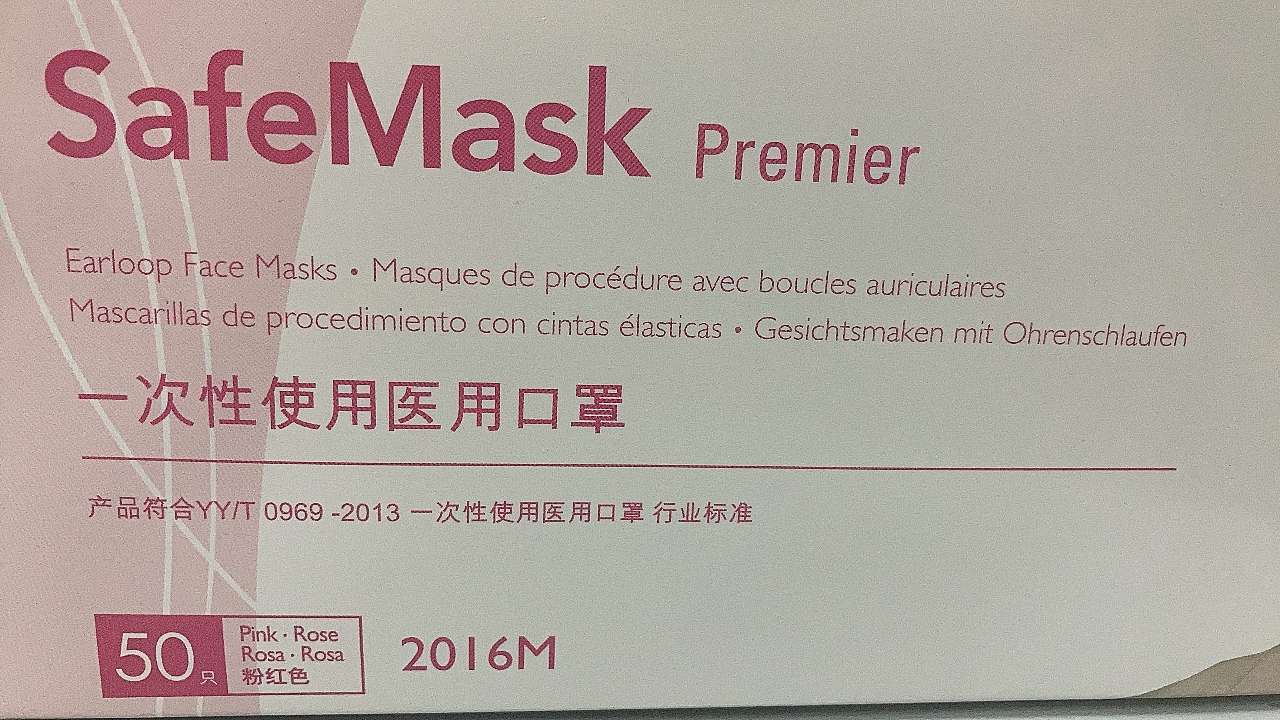 SafeMask Premier
Earloop Face Masks • Masques de procédure avec boucles auriculaires
Mascarillas de procedimiento con cintas élasticas • Gesichtsmaken mit Ohrenschlaufen
一次性使用医用口罩
产品符合YY/T 0969 -2013 一次性使用医用口罩 行业标准
50只
Pink · Rose
Rosa · Rosa
粉红色
2016M